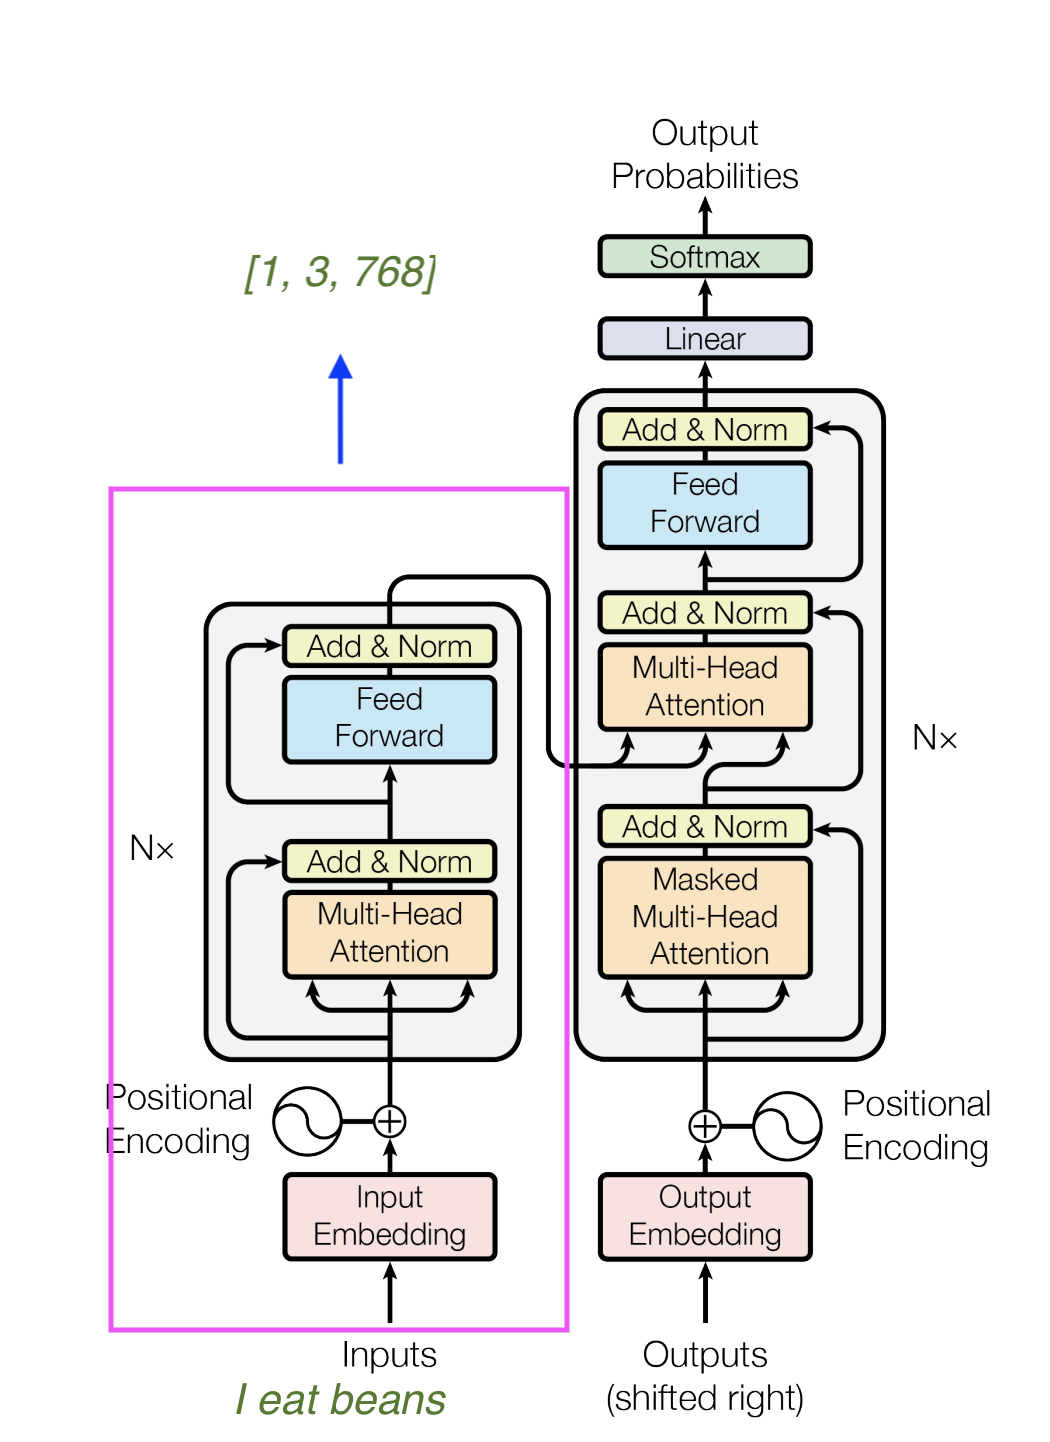 Output
Probabilities
Softmax
[1, 3, 768]
Linear
Add & Norm
Feed
Forward
Add & Norm
Multi-Head
Attention
Nx
Add & Norm
Masked
Multi-Head
Attention
Add & Norm
Feed
Forward
Nx
Add & Norm
Multi-Head
Attention
Positional
Encoding
Positional
Encoding
Input
Embedding
Output
Embedding
Inputs
I eat beans
Outputs
(shifted right)